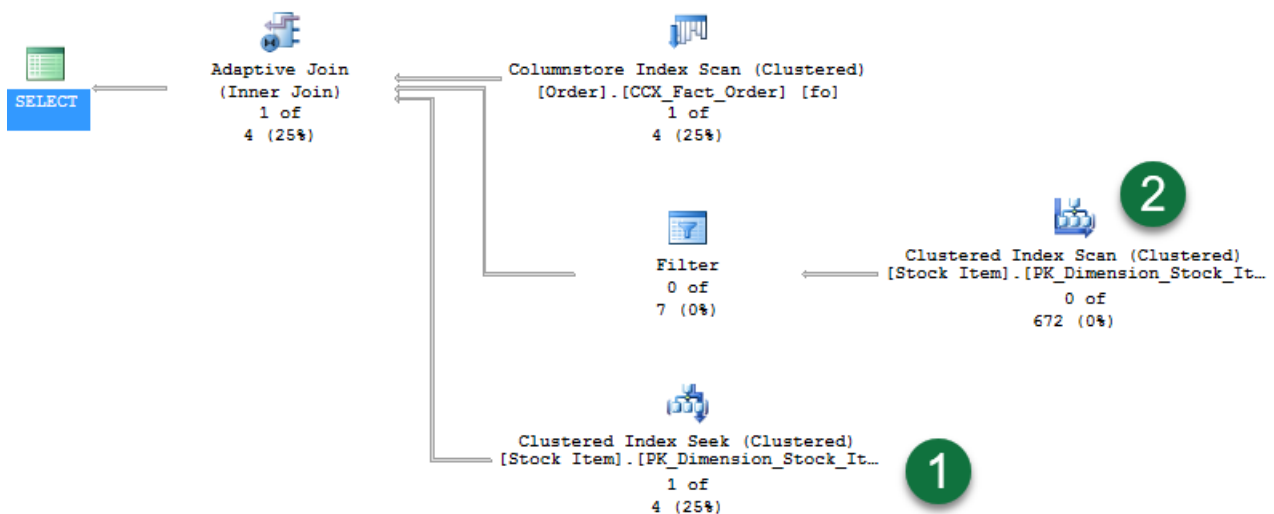 SELECT
Adaptive Join
(Inner Join)
1 of
4 (25%)
Columnstore Index Scan (Clustered)
[Order].[CCX_Fact_Order] [fo]
1 of
4 (25%)
2
Clustered Index Scan (Clustered)
[Stock Item].[PK_Dimension_Stock_It…
0 of
672 (0%)
Filter
0 of
7 (0%)
Clustered Index Seek (Clustered)
[Stock Item].[PK_Dimension_Stock_It…
1 of
4 (25%)
1